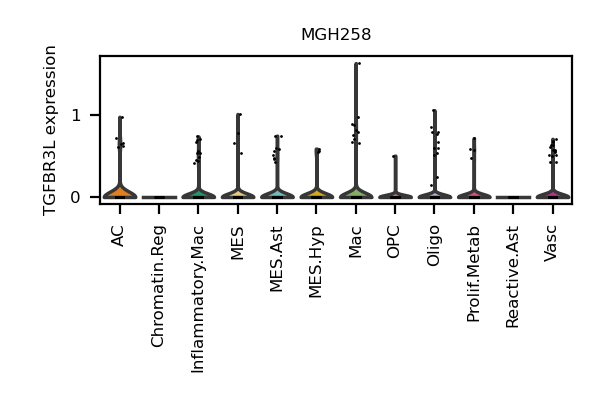 MGH258
TGFBR3L expression
1
0
AC
Chromatin.Reg
Inflammatory.Mac
MES
MES.Ast
MES.Hyp
Mac
OPC
Oligo
Prolif.Metab
Reactive.Ast
Vasc